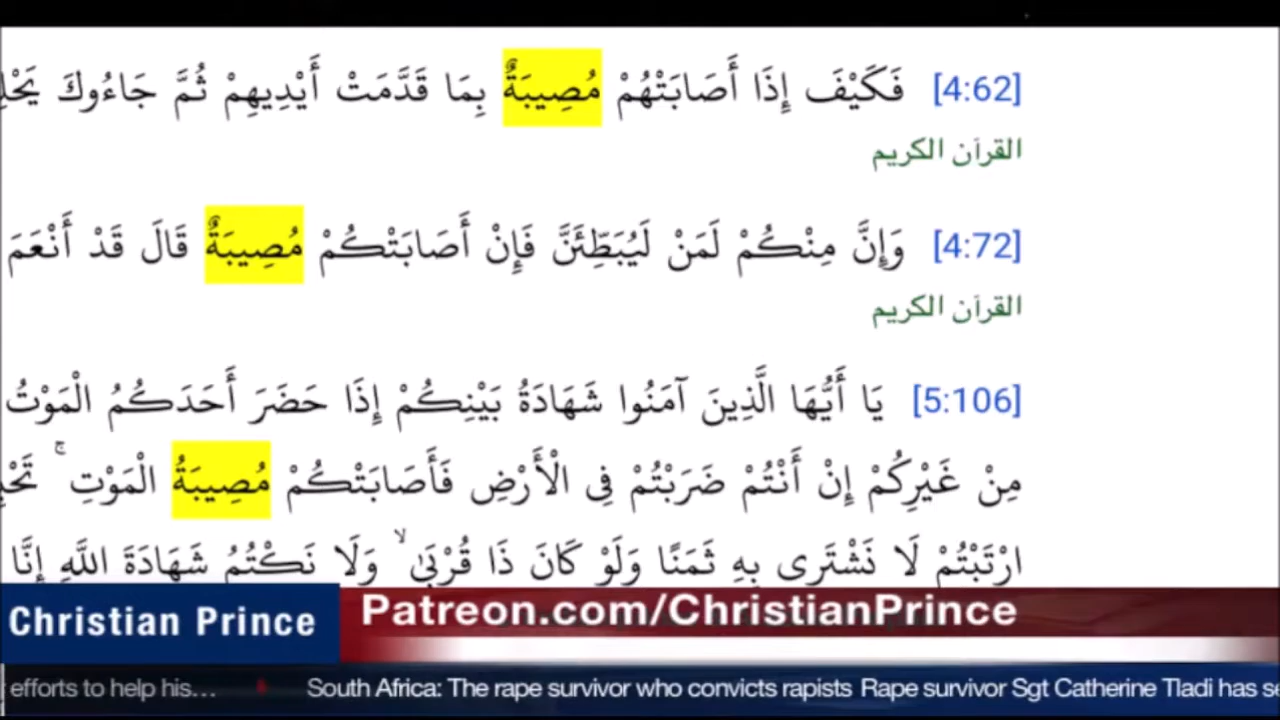 [4:62] فَكَيْفَ إِذَا أَصَابَتْهُمْ مُصِيبَةٌ بِمَا قَدَّمَتْ أَيْدِيهِمْ ثُمَّ جَاءُوكَ
القرآن الكريم
[4:72] وَإِنَّ مِنْكُمْ لَمَنْ لَيُبَطِّئَنَّ فَإِنْ أَصَابَتْكُمْ مُصِيبَةٌ قَالَ قَدْ أَنْعَمَ
القرآن الكريم
[5:106] يَا أَيُّهَا الَّذِينَ آمَنُوا شَهَادَةُ بَيْنِكُمْ إِذَا حَضَرَ أَحَدَكُمُ الْمَوْتُ
مِنْ غَيْرِكُمْ إِنْ أَنْتُمْ ضَرَبْتُمْ فِي الْأَرْضِ فَأَصَابَتْكُمْ مُصِيبَةُ الْمَوْتِ ۚ
ارْتَبْتُمْ لَا نَشْتَرِي بِهِ ثَمَنًا وَلَوْ كَانَ ذَا قُرْبَىٰ ۙ وَلَا نَكْتُمُ شَهَادَةَ اللَّهِ إِنَّا
Patreon.com/ChristianPrince
Christian Prince
efforts to help his... South Africa: The rape survivor who convicts rapists Rape survivor Sgt Catherine Tladi has